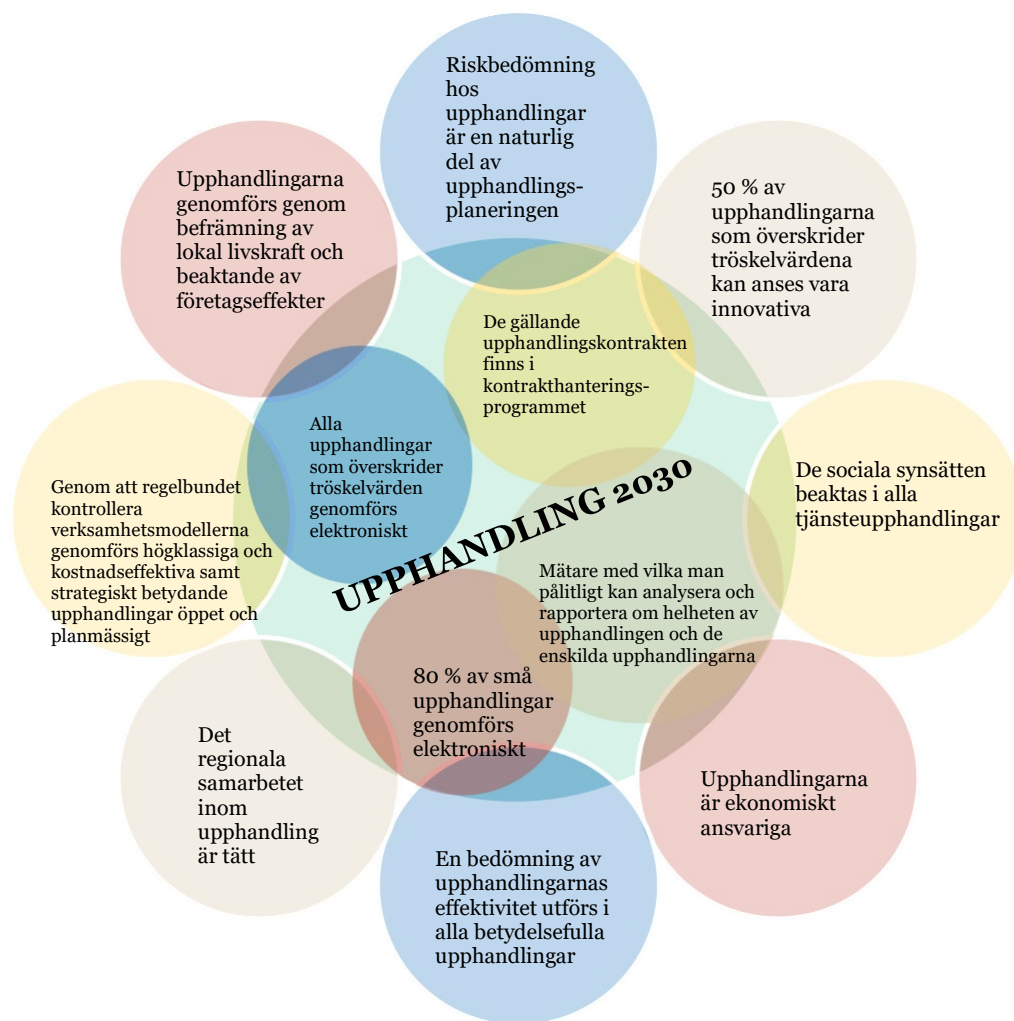 Riskbedömning
hos
upphandlingar
är en naturlig
del av
upphandlings-
planeringen
50 % av
upphandlingarna
som överskrider
tröskelvärdena
kan anses vara
innovativa
De sociala synsätten
beaktas i alla
tjänsteupphandlingar
Upphandlingarna
är ekonomiskt
ansvariga
En bedömning av
upphandlingarnas
effektivitet utförs i
alla betydelsefulla
upphandlingar
Det
regionala
samarbetet
inom
upphandling
är tätt
Genom att regelbundet
kontrollera
verksamhetsmodellerna
genomförs högklassiga och
kostnadseffektiva samt
strategiskt betydande
upphandlingar öppet och
planmässigt
Upphandlingarna
genomförs genom
befrämning av
lokal livskraft och
beaktande av
företagseffekter
De gällande
upphandlingskontrakten
finns i
kontrakthanterings-
programmet
Alla
upphandlingar
som överskrider
tröskelvärden
genomförs
elektroniskt
UPPHANDLING 2030
Mätare med vilka man
pålitligt kan analysera och
rapportera om helheten av
upphandlingen och de
enskilda upphandlingarna
80 % av små
upphandlingar
genomförs
elektroniskt